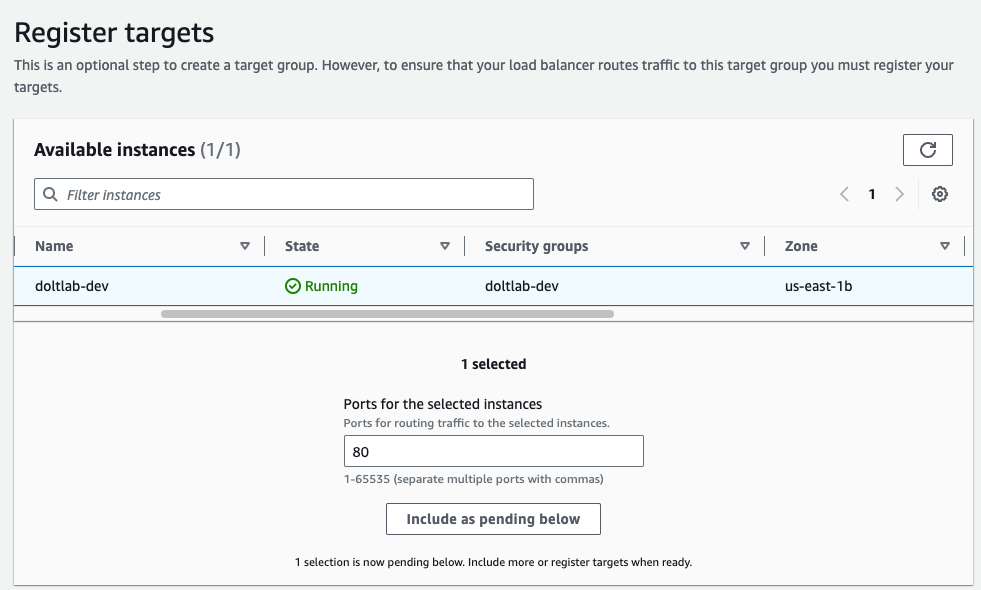 Register targets
This is an optional step to create a target group. However, to ensure that your load balancer routes traffic to this target group you must register your
targets.
Available instances (1/1)
Filter instances
1
Name State Security groups Zone
doltlab-dev Running doltlab-dev us-east-1b
1 selected
Ports for the selected instances
Ports for routing traffic to the selected instances.
80
1-65535 (separate multiple ports with commas)
Include as pending below
1 selection is now pending below. Include more or register targets when ready.